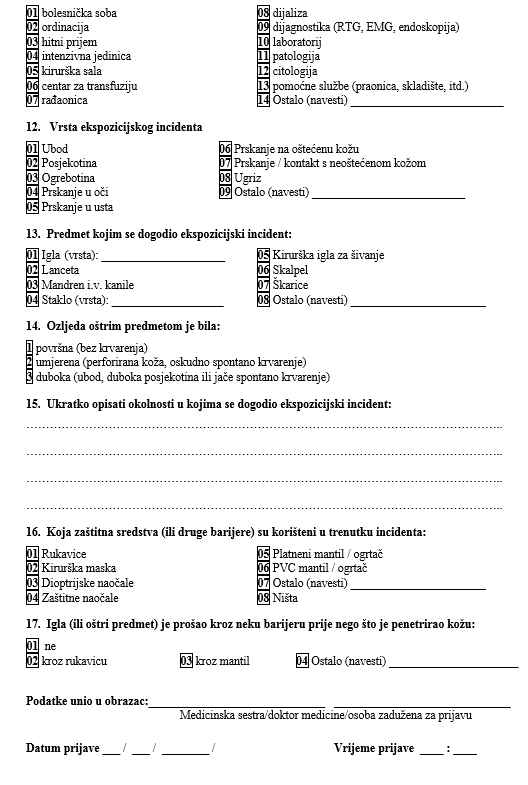 01 bolesnička soba
02 ordinacija
03 hitni prijem
04 intenzivna jedinica
05 kirurška sala
06 centar za transfuziju
07 rađaonica
08 dijaliza
09 dijagnostika (RTG, EMG, endoskopija)
10 laboratorij
11 patologija
12 citologija
13 pomoćne službe (praonica, skladište, itd.)
14 Ostalo (navesti) __________________________
12. Vrsta ekspozicijskog incidenta
01 Ubod
02 Posjekotina
03 Ogrebotina
04 Prskanje u oči
05 Prskanje u usta
06 Prskanje na oštećenu kožu
07 Prskanje / kontakt s neoštećenom kožom
08 Ugriz
09 Ostalo (navesti) __________________________
13. Predmet kojim se dogodio ekspozicijski incident:
01 Igla (vrsta): _____________________
02 Lanceta
03 Mandren i.v. kanile
04 Staklo (vrsta): ___________________
05 Kirurška igla za šivanje
06 Skalpel
07 Škarice
08 Ostalo (navesti) _______________________
14. Ozljeda oštrim predmetom je bila:
1 površna (bez krvarenja)
2 umjerena (perforirana koža, oskudno spontano krvarenje)
3 duboka (ubod, duboka posjekotina ili jače spontano krvarenje)
15. Ukratko opisati okolnosti u kojima se dogodio ekspozicijski incident:
………………………………………………………………………………………………..
………………………………………………………………………………………………..
………………………………………………………………………………………………..
………………………………………………………………………………………………..
16. Koja zaštitna sredstva (ili druge barijere) su korišteni u trenutku incidenta:
01 Rukavice
02 Kirurška maska
03 Dioptrijske naočale
04 Zaštitne naočale
05 Platneni mantil / ogrtač
06 PVC mantil / ogrtač
07 Ostalo (navesti) _______________________
08 Ništa
17. Igla (ili oštri predmet) je prošao kroz neku barijeru prije nego što je penetrirao kožu:
01 ne
02 kroz rukavicu 03 kroz mantil 04 Ostalo (navesti) ______________________
Podatke unio u obrazac:______________________________ ______________________________
Medicinska sestra/doktor medicine/osoba zadužena za prijavu
Datum prijave ___ / ___ / ________ / Vrijeme prijave ____ : ____